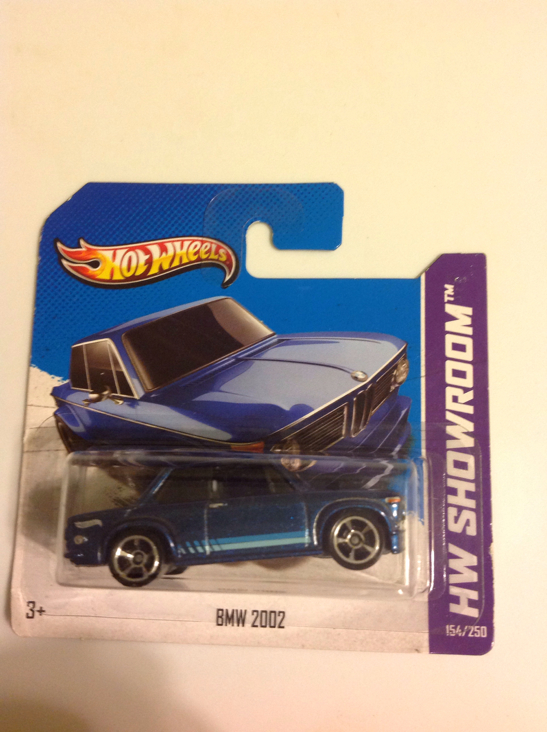 HOT WHEELS
HW SHOWROOM™
3+
BMW 2002
154/250